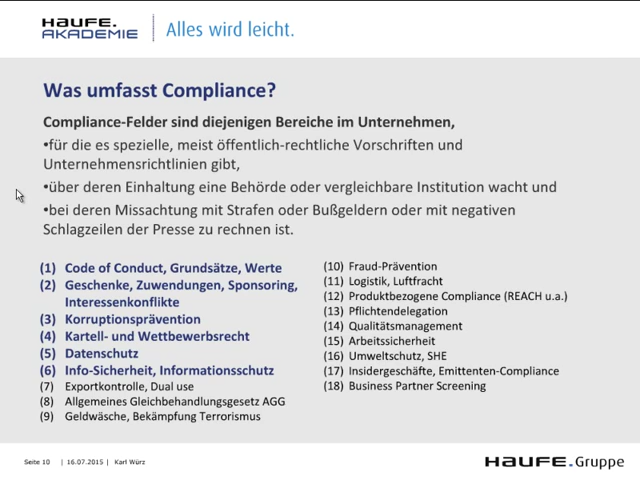 HAUFE.
AKADEMIE
Alles wird leicht.
Was umfasst Compliance?
Compliance-Felder sind diejenigen Bereiche im Unternehmen,
•für die es spezielle, meist öffentlich-rechtliche Vorschriften und
Unternehmensrichtlinien gibt,
•über deren Einhaltung eine Behörde oder vergleichbare Institution wacht und
•bei deren Missachtung mit Strafen oder Bußgeldern oder mit negativen
Schlagzeilen der Presse zu rechnen ist.
(1) Code of Conduct, Grundsätze, Werte
(2) Geschenke, Zuwendungen, Sponsoring,
Interessenkonflikte
(3) Korruptionsprävention
(4) Kartell- und Wettbewerbsrecht
(5) Datenschutz
(6) Info-Sicherheit, Informationsschutz
(7) Exportkontrolle, Dual use
(8) Allgemeines Gleichbehandlungsgesetz AGG
(9) Geldwäsche, Bekämpfung Terrorismus
(10) Fraud-Prävention
(11) Logistik, Luftfracht
(12) Produktbezogene Compliance (REACH u.a.)
(13) Pflichtendelegation
(14) Qualitätsmanagement
(15) Arbeitssicherheit
(16) Umweltschutz, SHE
(17) Insidergeschäfte, Emittenten-Compliance
(18) Business Partner Screening
Seite 10 | 16.07.2015 | Karl Würz
HAUFE.Gruppe